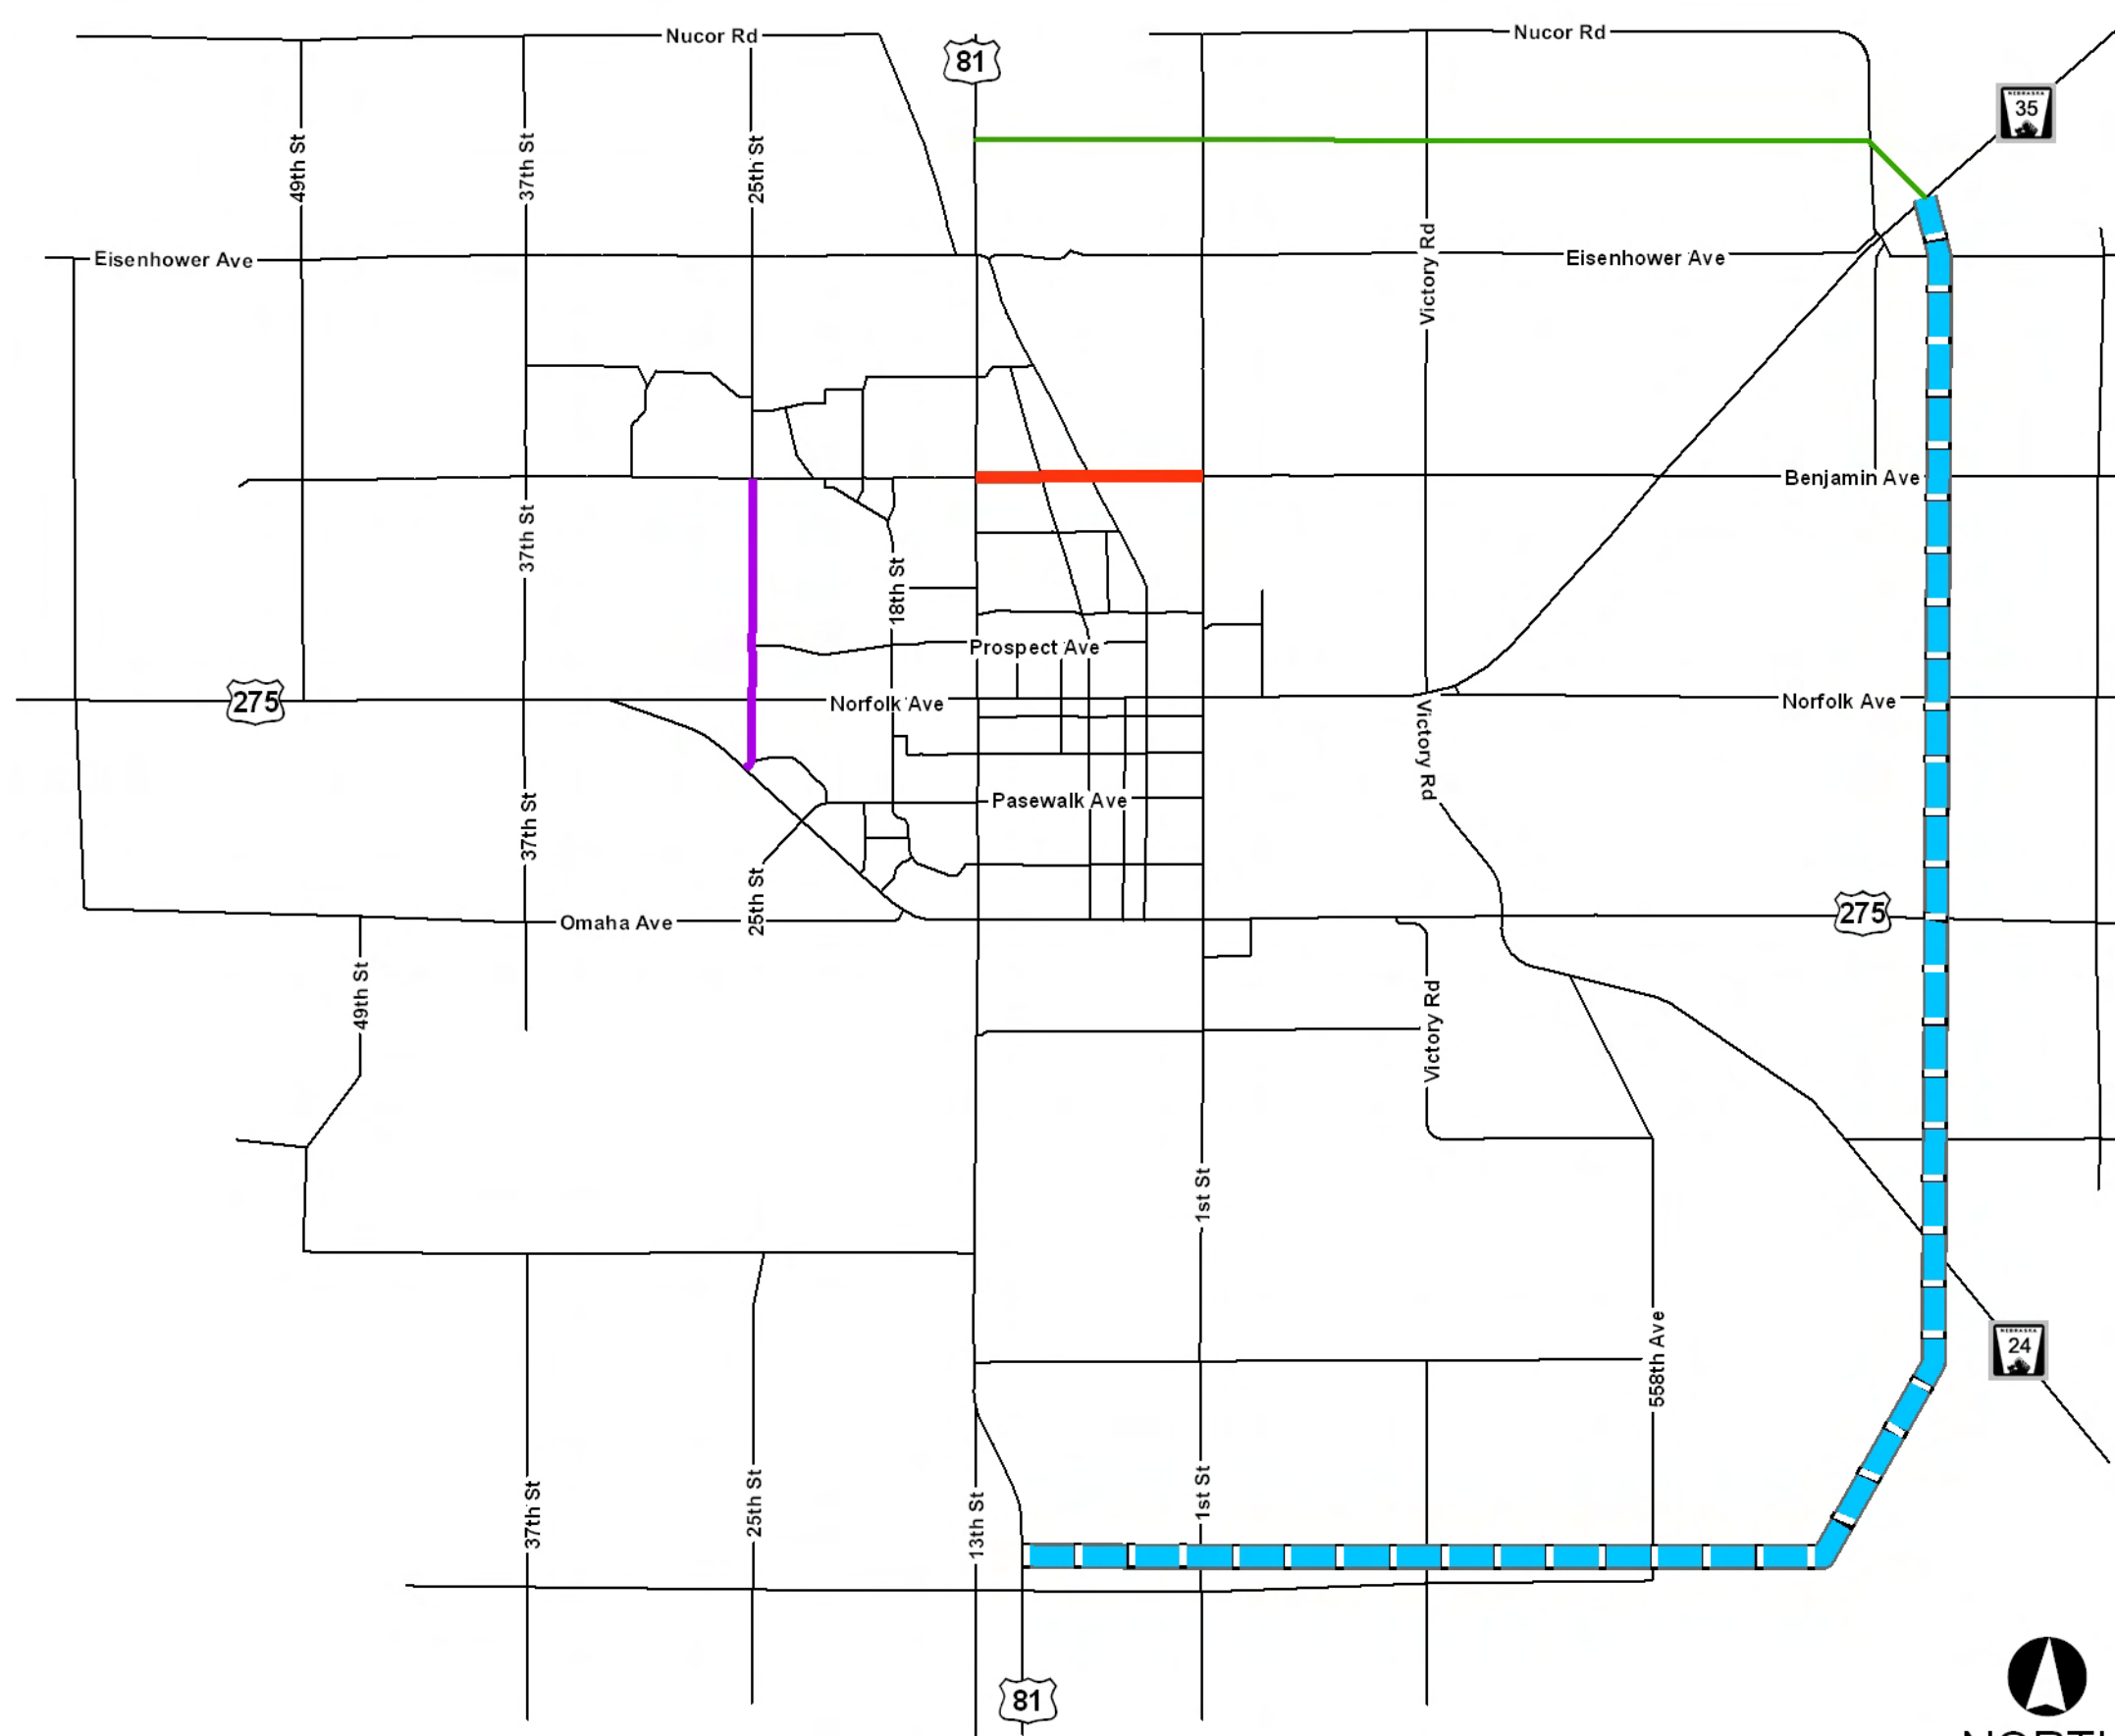 Nucor Rd
Nucor Rd
81
NEBRASKA
35
49th St
37th St
25th St
Victory Rd
Eisenhower Ave
Eisenhower Ave
Benjamin Ave
37th St
18th St
Prospect Ave
275
Norfolk Ave
Norfolk Ave
Victory Rd
Pasewalk Ave
37th St
25th St
Omaha Ave
275
49th St
Victory Rd
1st St
NEBRASKA
24
558th Ave
37th St
25th St
13th St
1st St
81